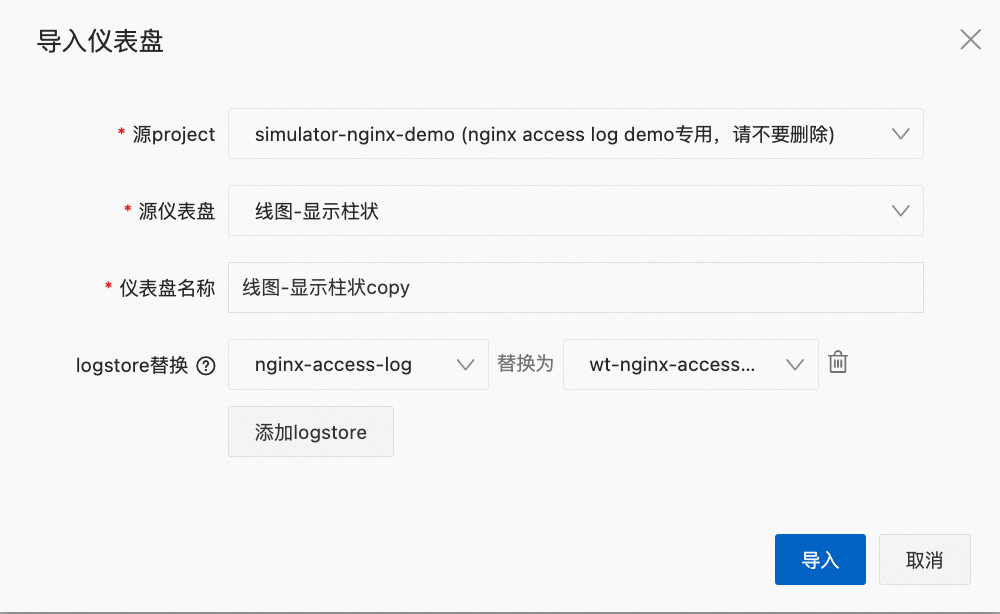 导入仪表盘
* 源project simulator-nginx-demo (nginx access log demo专用，请不要删除)
* 源仪表盘 线图-显示柱状
* 仪表盘名称 线图-显示柱状copy
logstore替换 ? nginx-access-log 替换为 wt-nginx-access...
添加logstore
导入 取消